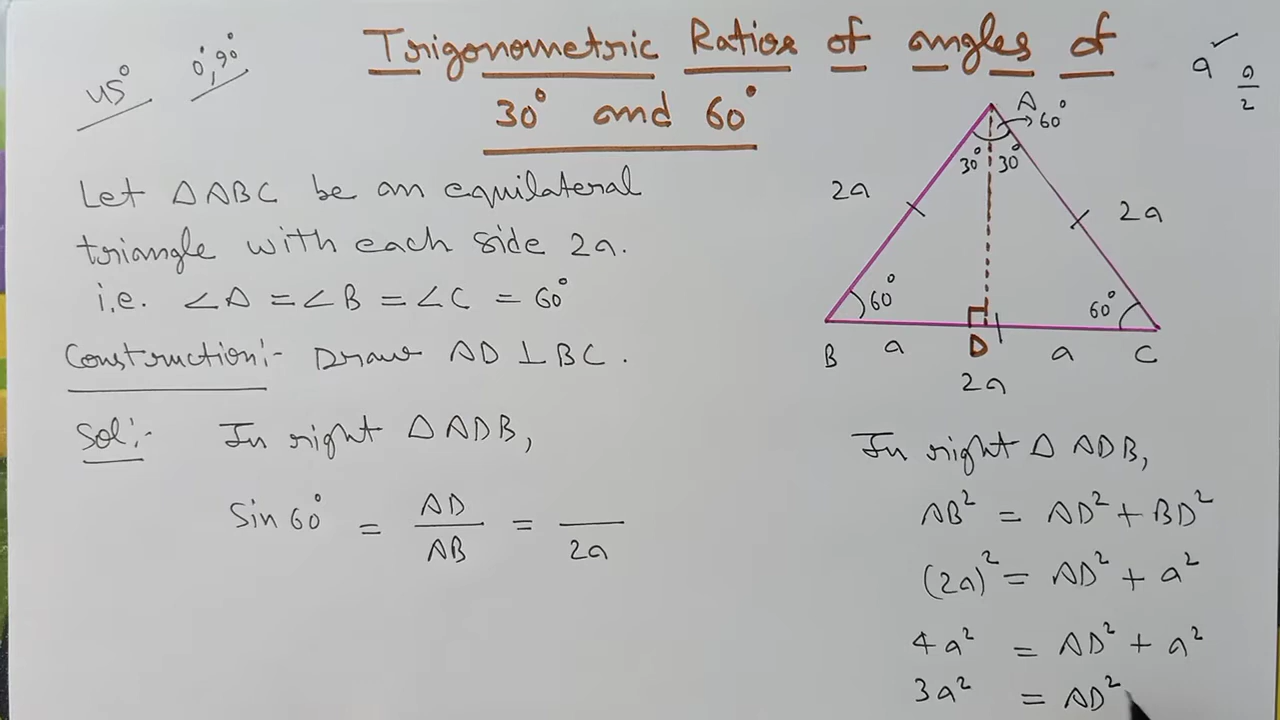 45° 0°, 90°
Trigonometric Ratios of angles of
30° and 60°
a ✓ a/2
Let △ABC be an equilateral
triangle with each side 2a.
i.e. ∠A = ∠B = ∠C = 60°
Construction:- Draw AD ⊥ BC.
Sol:- In right △ADB,
Sin 60° = AD/AB = __/2a
A
60°
30° 30°
2a 2a
60° 60°
B a D a C
2a
In right △ ADB,
AB² = AD² + BD²
(2a)² = AD² + a²
4a² = AD² + a²
3a² = AD²